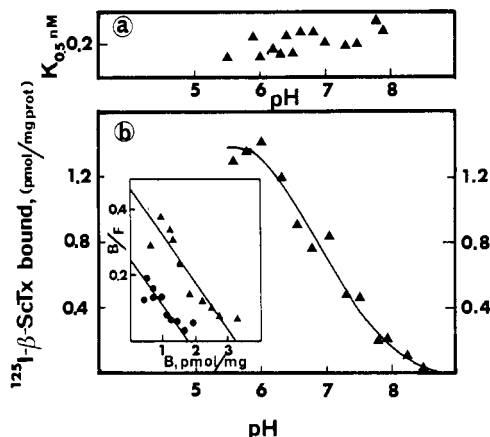 a
K0.5 nM
0,2
6 7 8
pH
b
125I-β-ScTx bound, (pmol/mg prot)
1.2
0.8
0.4
1.2
0.8
0.4
B/F
0,4
0,2
1 2 3
B, pmol/mg
6 7 8
pH